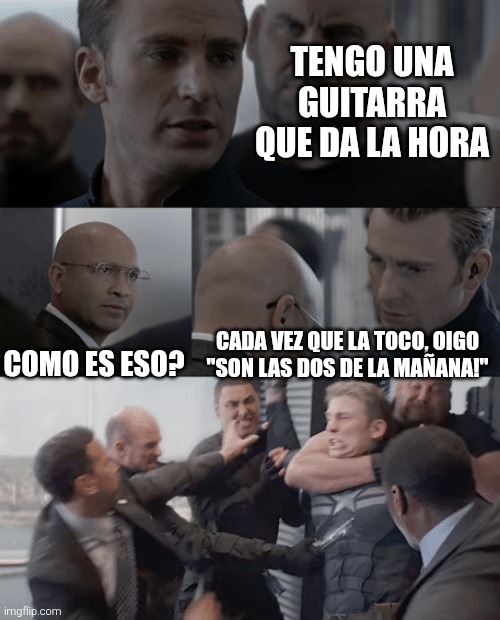 TENGO UNA
GUITARRA
QUE DA LA HORA
COMO ES ESO?
CADA VEZ QUE LA TOCO, OIGO
"SON LAS DOS DE LA MAÑANA!"
imgflip.com